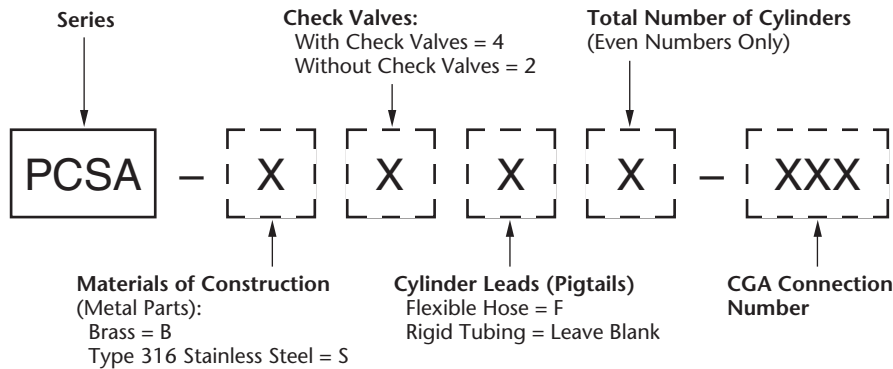 Series
Check Valves:
With Check Valves = 4
Without Check Valves = 2
Total Number of Cylinders
(Even Numbers Only)
PCSA – X X X X – XXX
Materials of Construction
(Metal Parts):
Brass = B
Type 316 Stainless Steel = S
Cylinder Leads (Pigtails)
Flexible Hose = F
Rigid Tubing = Leave Blank
CGA Connection
Number